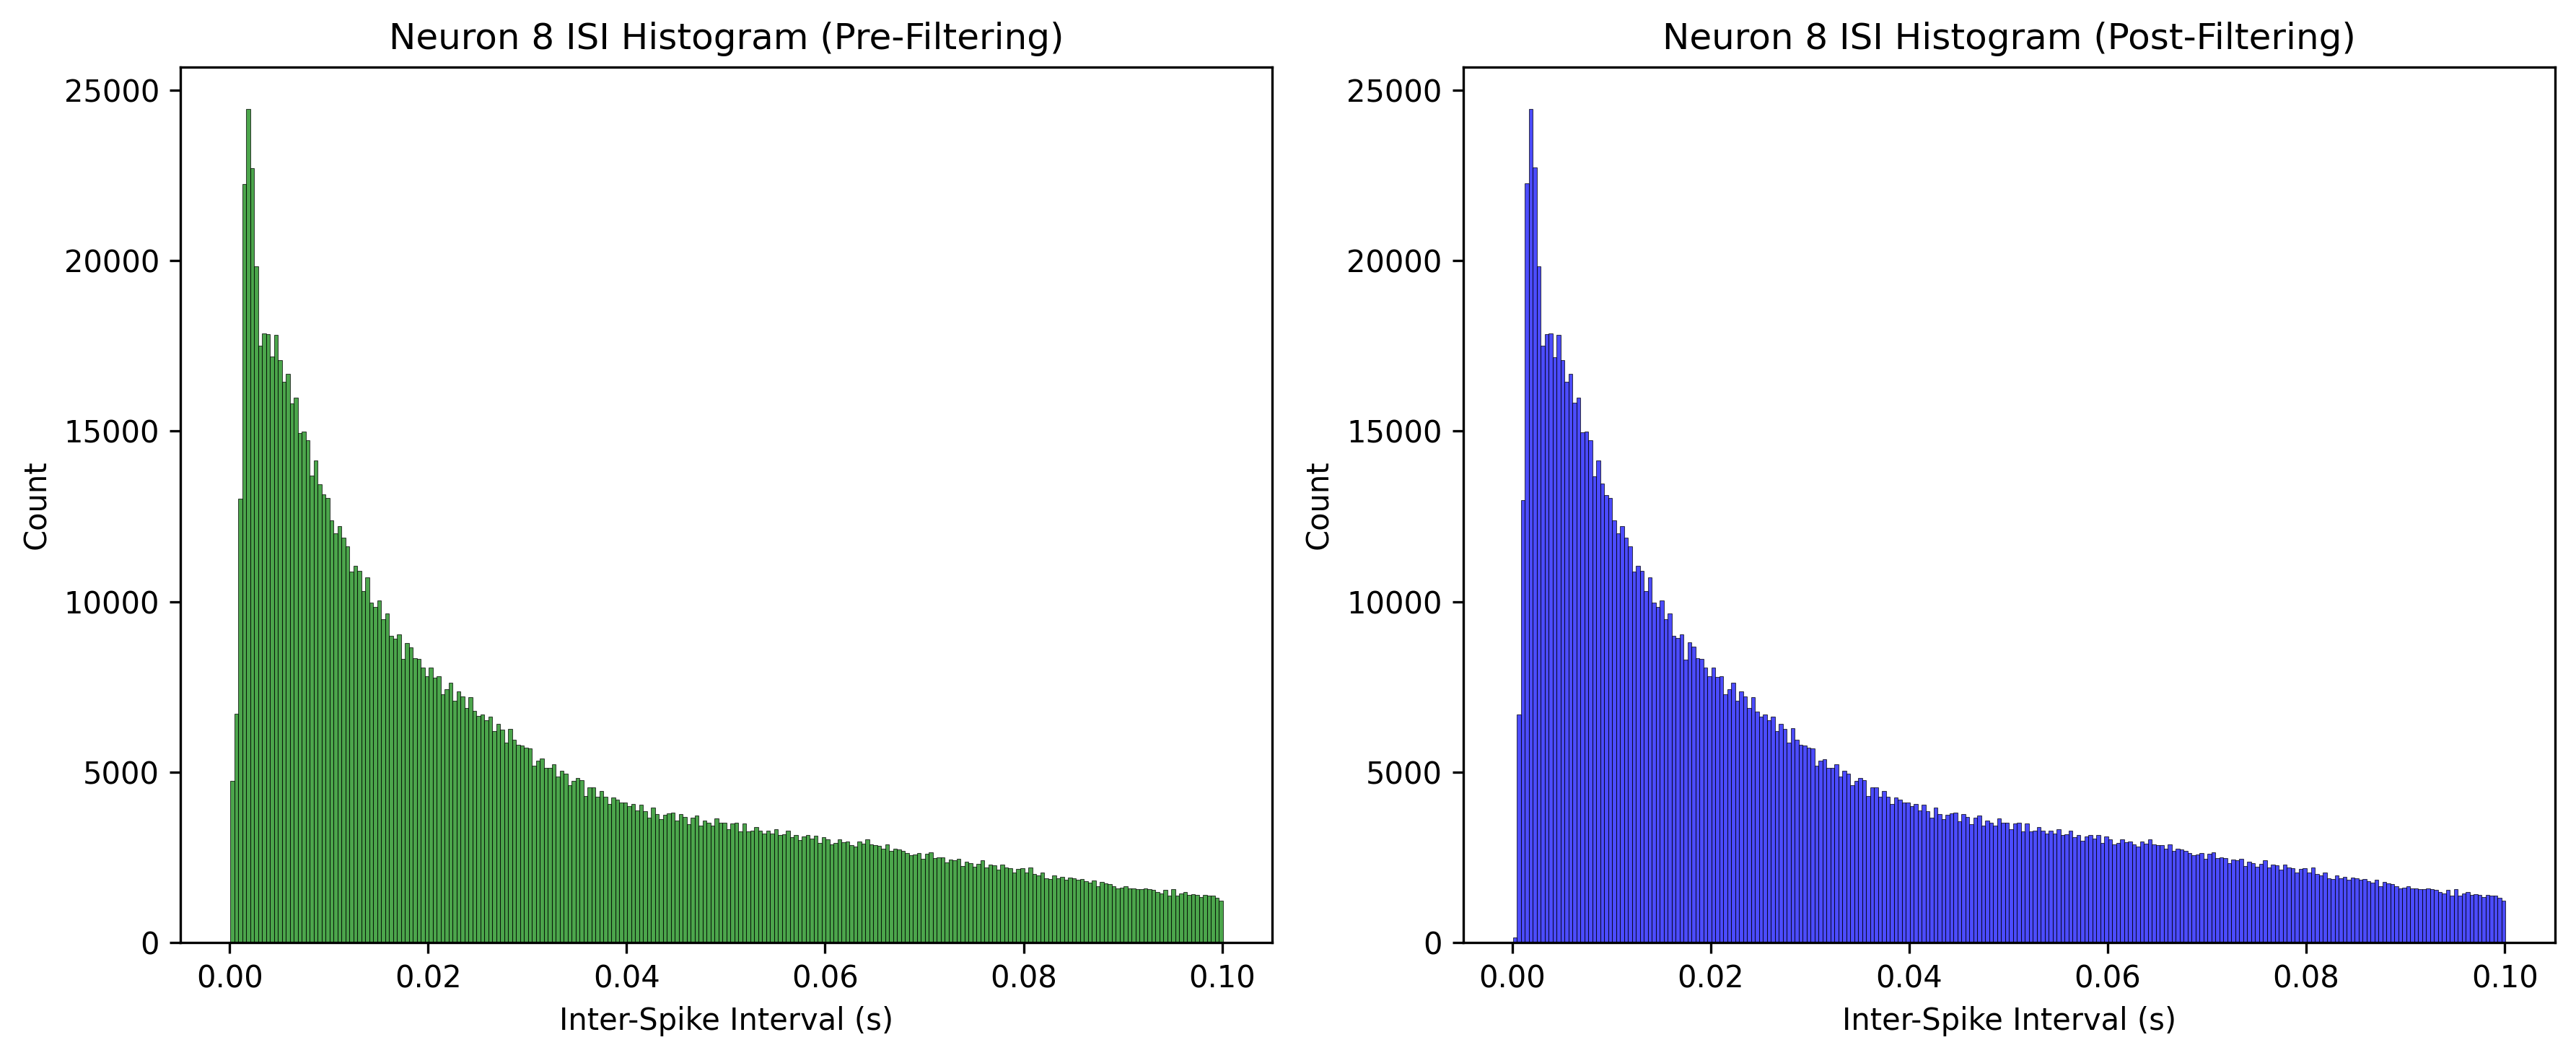 Neuron 8 ISI Histogram (Pre-Filtering)
25000
20000
15000
10000
5000
0
Count
0.00 0.02 0.04 0.06 0.08 0.10
Inter-Spike Interval (s)
Neuron 8 ISI Histogram (Post-Filtering)
25000
20000
15000
10000
5000
0
Count
0.00 0.02 0.04 0.06 0.08 0.10
Inter-Spike Interval (s)